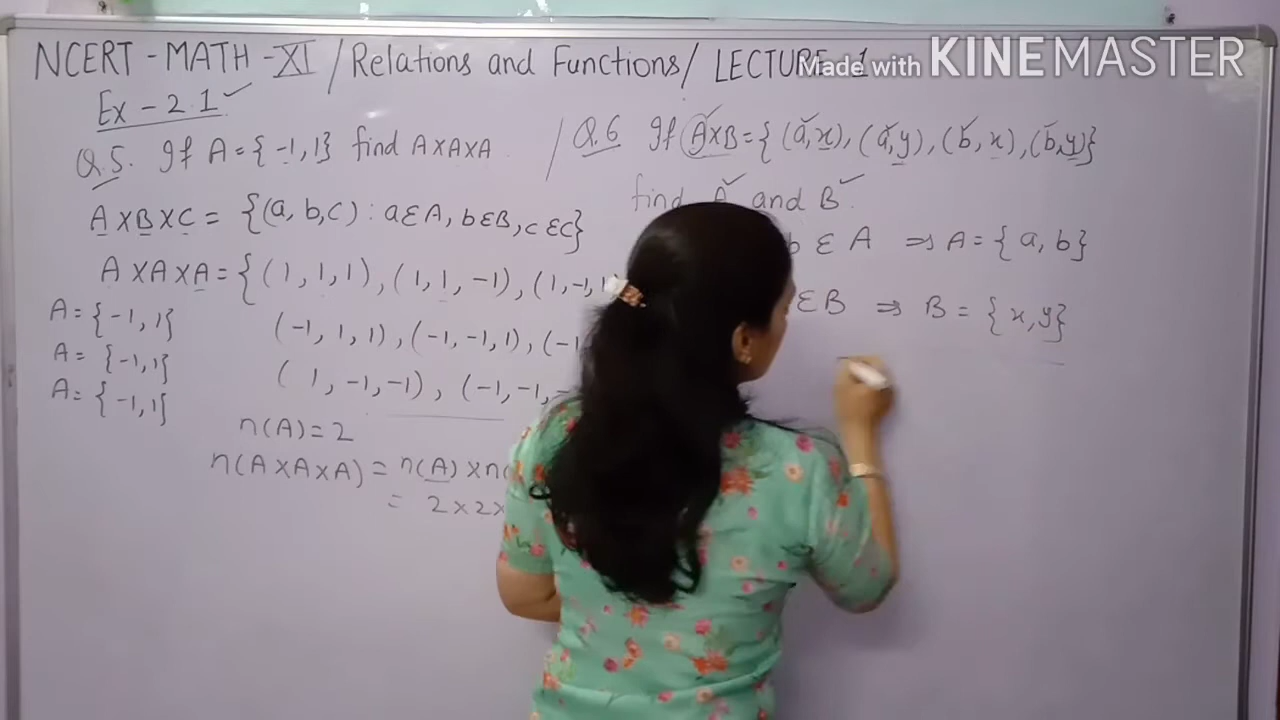 NCERT - MATH - XI / Relations and Functions / LECTURE 1
Made with KINEMASTER
Ex - 2.1
Q.5. If A = {-1, 1} find A×A×A
A×B×C = {(a, b, c) : a∈A, b∈B, c∈C}
A×A×A = {(1, 1, 1), (1, 1, -1), (1, -1, 1
(-1, 1, 1), (-1, -1, 1), (-1
(1, -1, -1), (-1, -1, -
A = {-1, 1}
A = {-1, 1}
A = {-1, 1}
n(A) = 2
n(A×A×A) = n(A) × n(
= 2 × 2 ×
/ Q.6 If A×B = {(a, x), (a, y), (b, x), (b, y)}
find A and B.
b ∈ A ⇒ A = {a, b}
∈ B ⇒ B = {x, y}